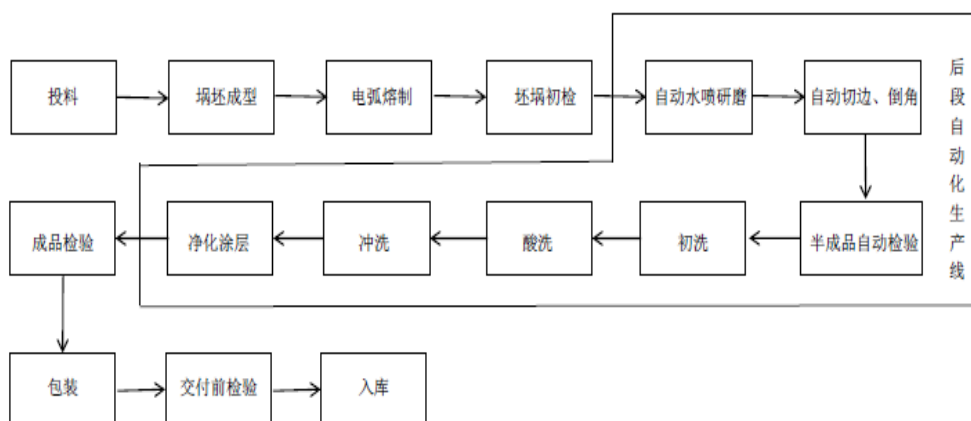 投料
埚坯成型
电弧熔制
坯埚初检
自动水喷研磨
自动切边、倒角
后段自动化生产线
成品检验
净化涂层
冲洗
酸洗
初洗
半成品自动检验
包装
交付前检验
入库